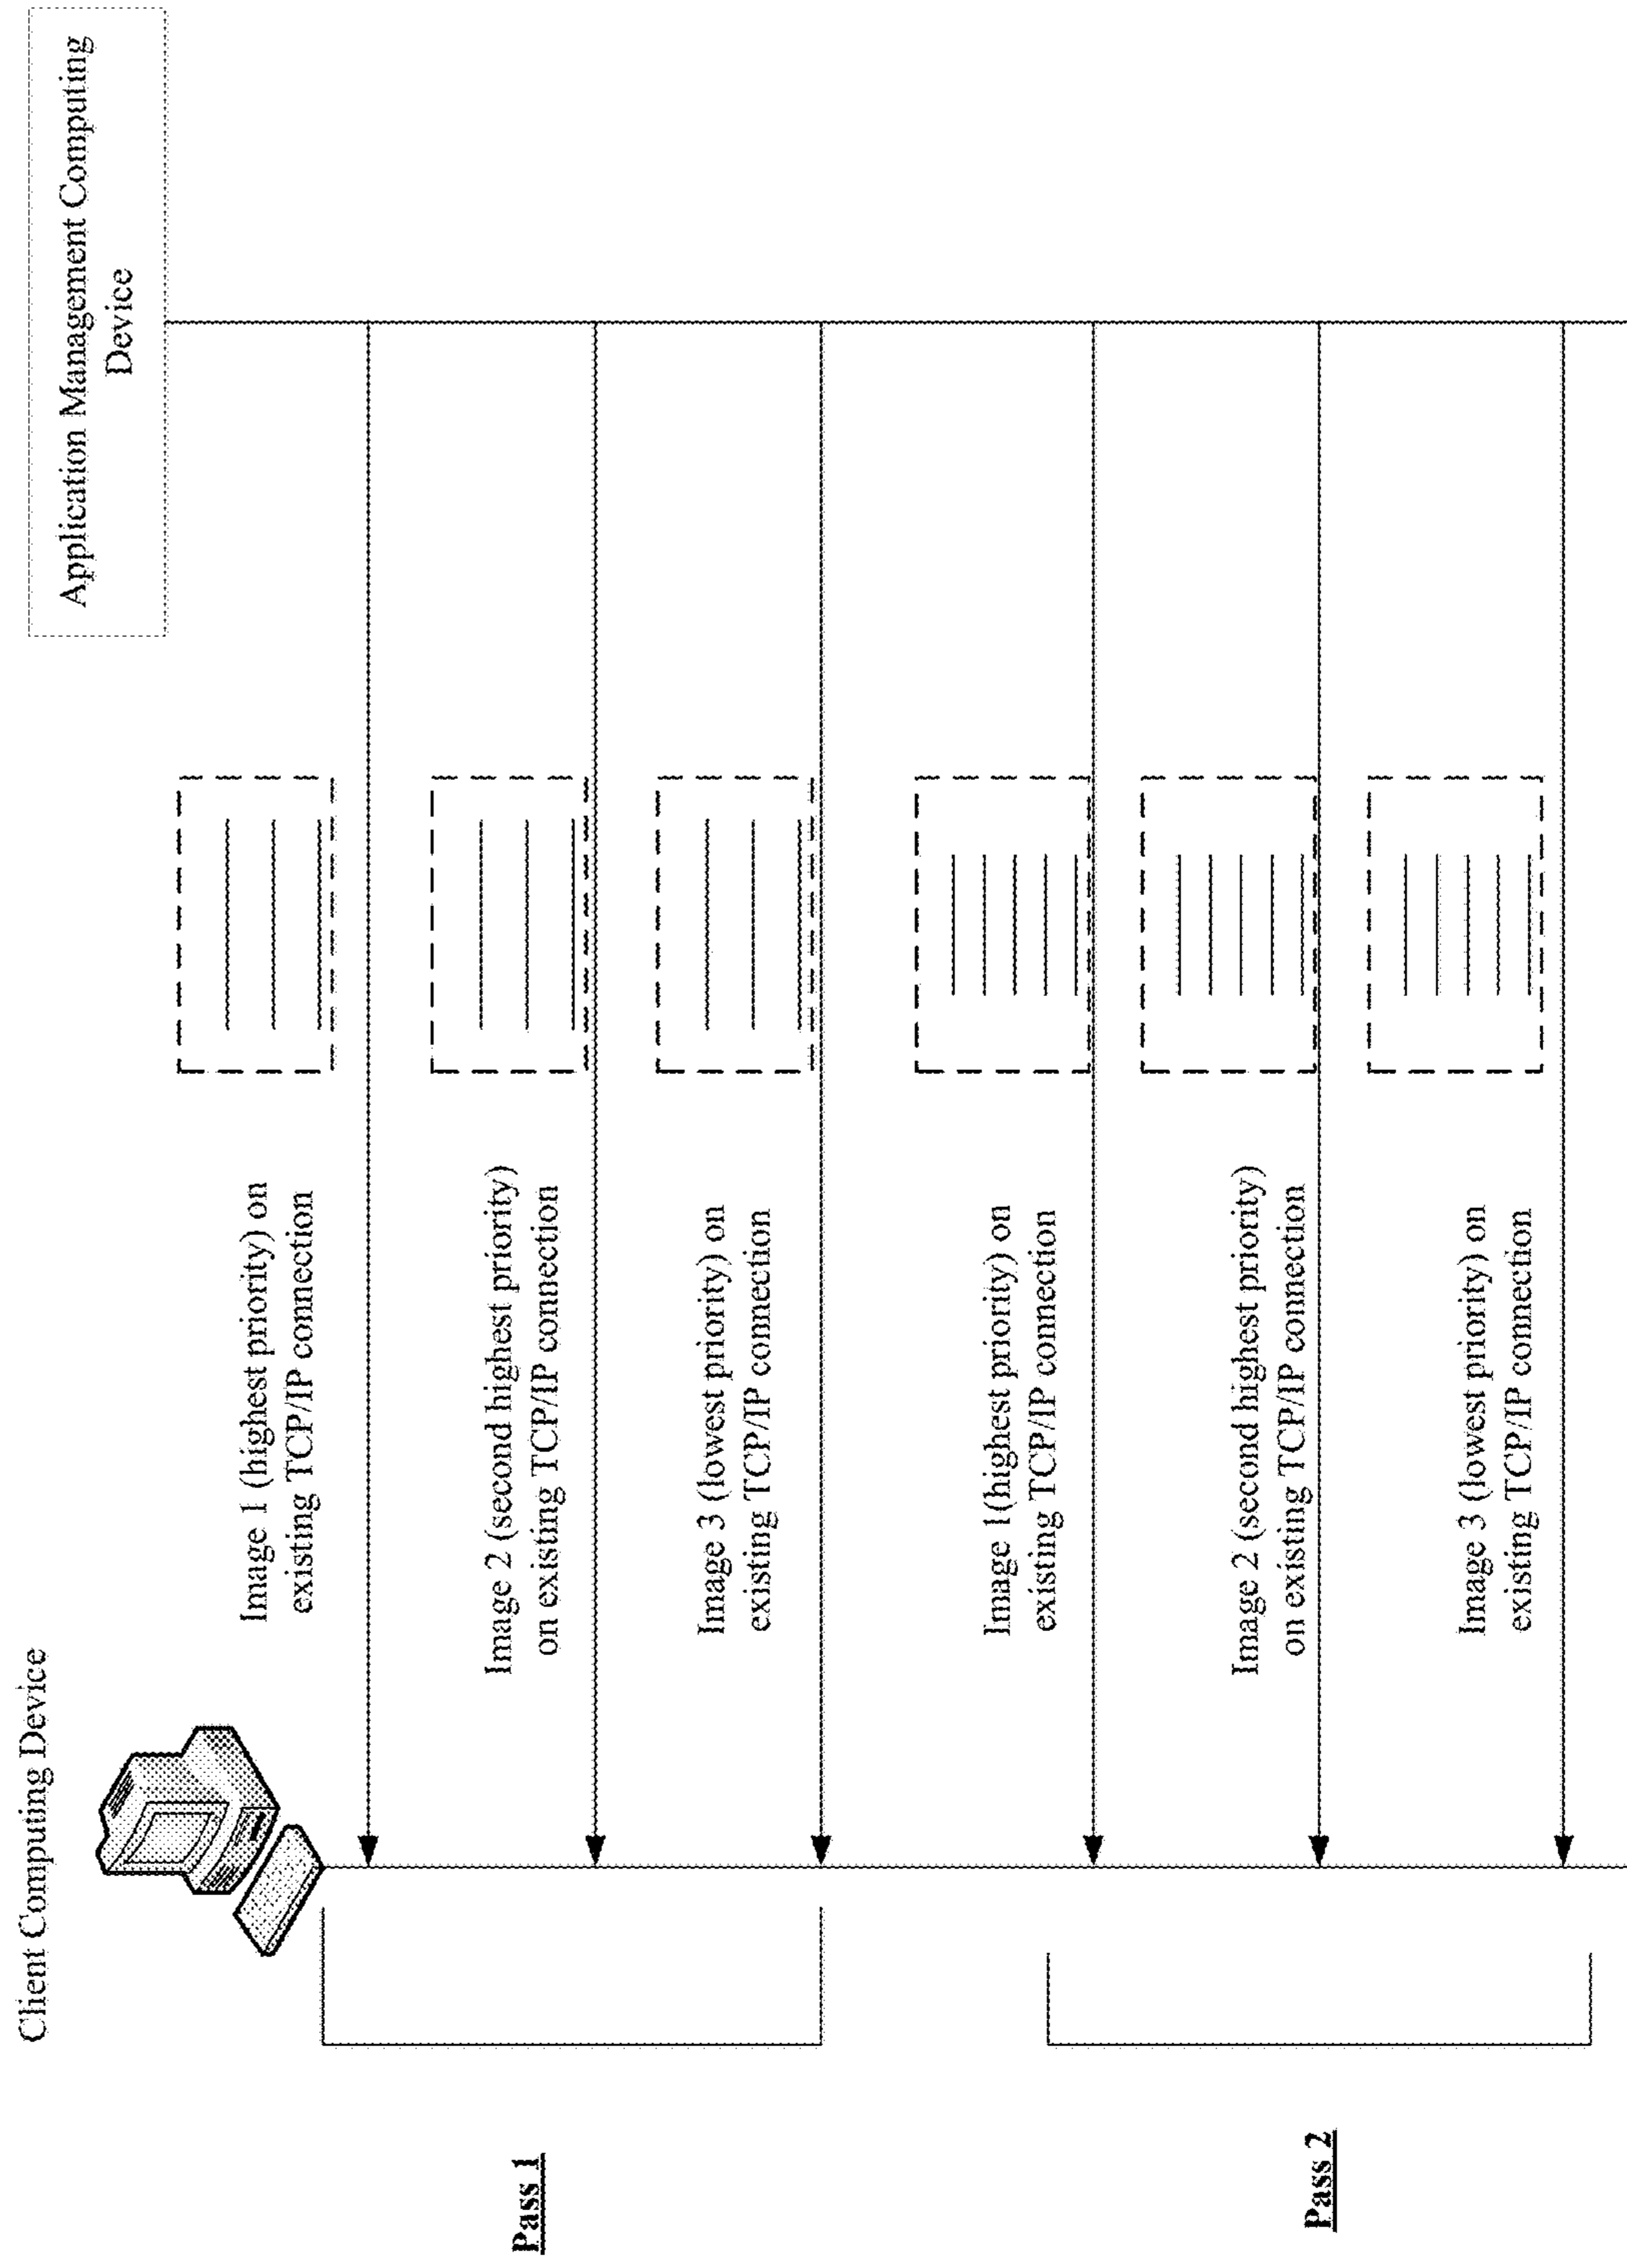 Client Computing Device
Application Management Computing
Device
Pass 1
Image 1 (highest priority) on
existing TCP/IP connection
Image 2 (second highest priority)
on existing TCP/IP connection
Image 3 (lowest priority) on
existing TCP/IP connection
Pass 2
Image 1(highest priority) on
existing TCP/IP connection
Image 2 (second highest priority)
on existing TCP/IP connection
Image 3 (lowest priority) on
existing TCP/IP connection